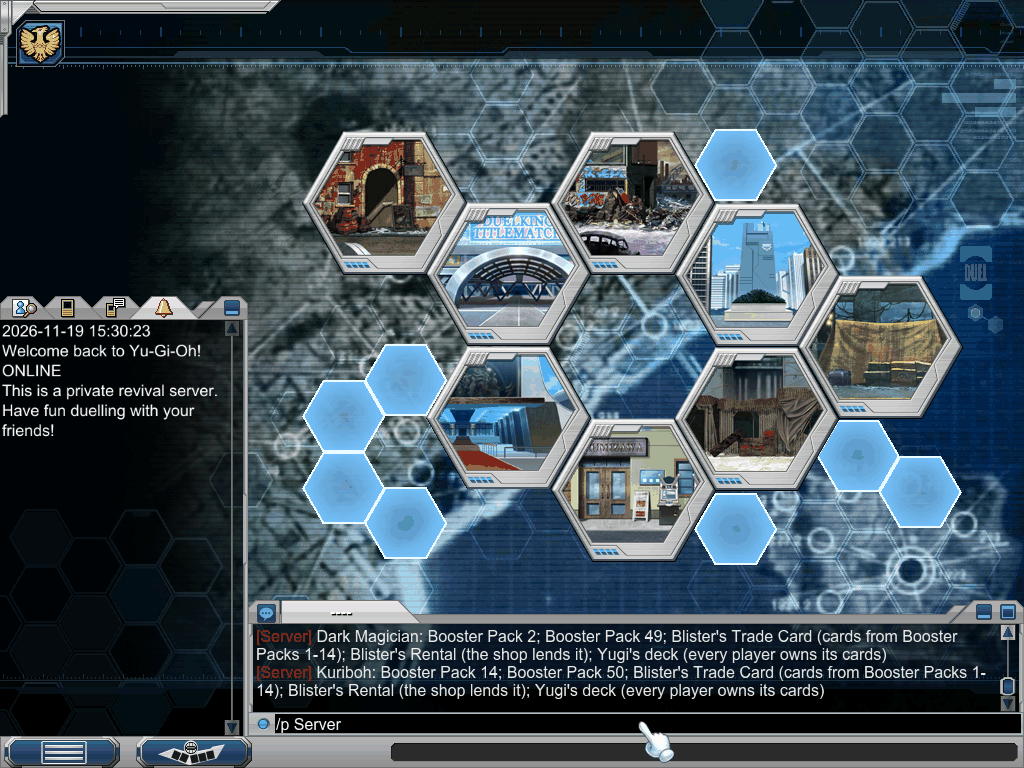 DUELKING
TITLEMATCH
DUEL
2026-11-19 15:30:23
Welcome back to Yu-Gi-Oh!
ONLINE
This is a private revival server.
Have fun duelling with your
friends!
[Server] Dark Magician: Booster Pack 2; Booster Pack 49; Blister's Trade Card (cards from Booster
Packs 1-14); Blister's Rental (the shop lends it); Yugi's deck (every player owns its cards)
[Server] Kuriboh: Booster Pack 14; Booster Pack 50; Blister's Trade Card (cards from Booster Packs 1-
14); Blister's Rental (the shop lends it); Yugi's deck (every player owns its cards)
/p Server